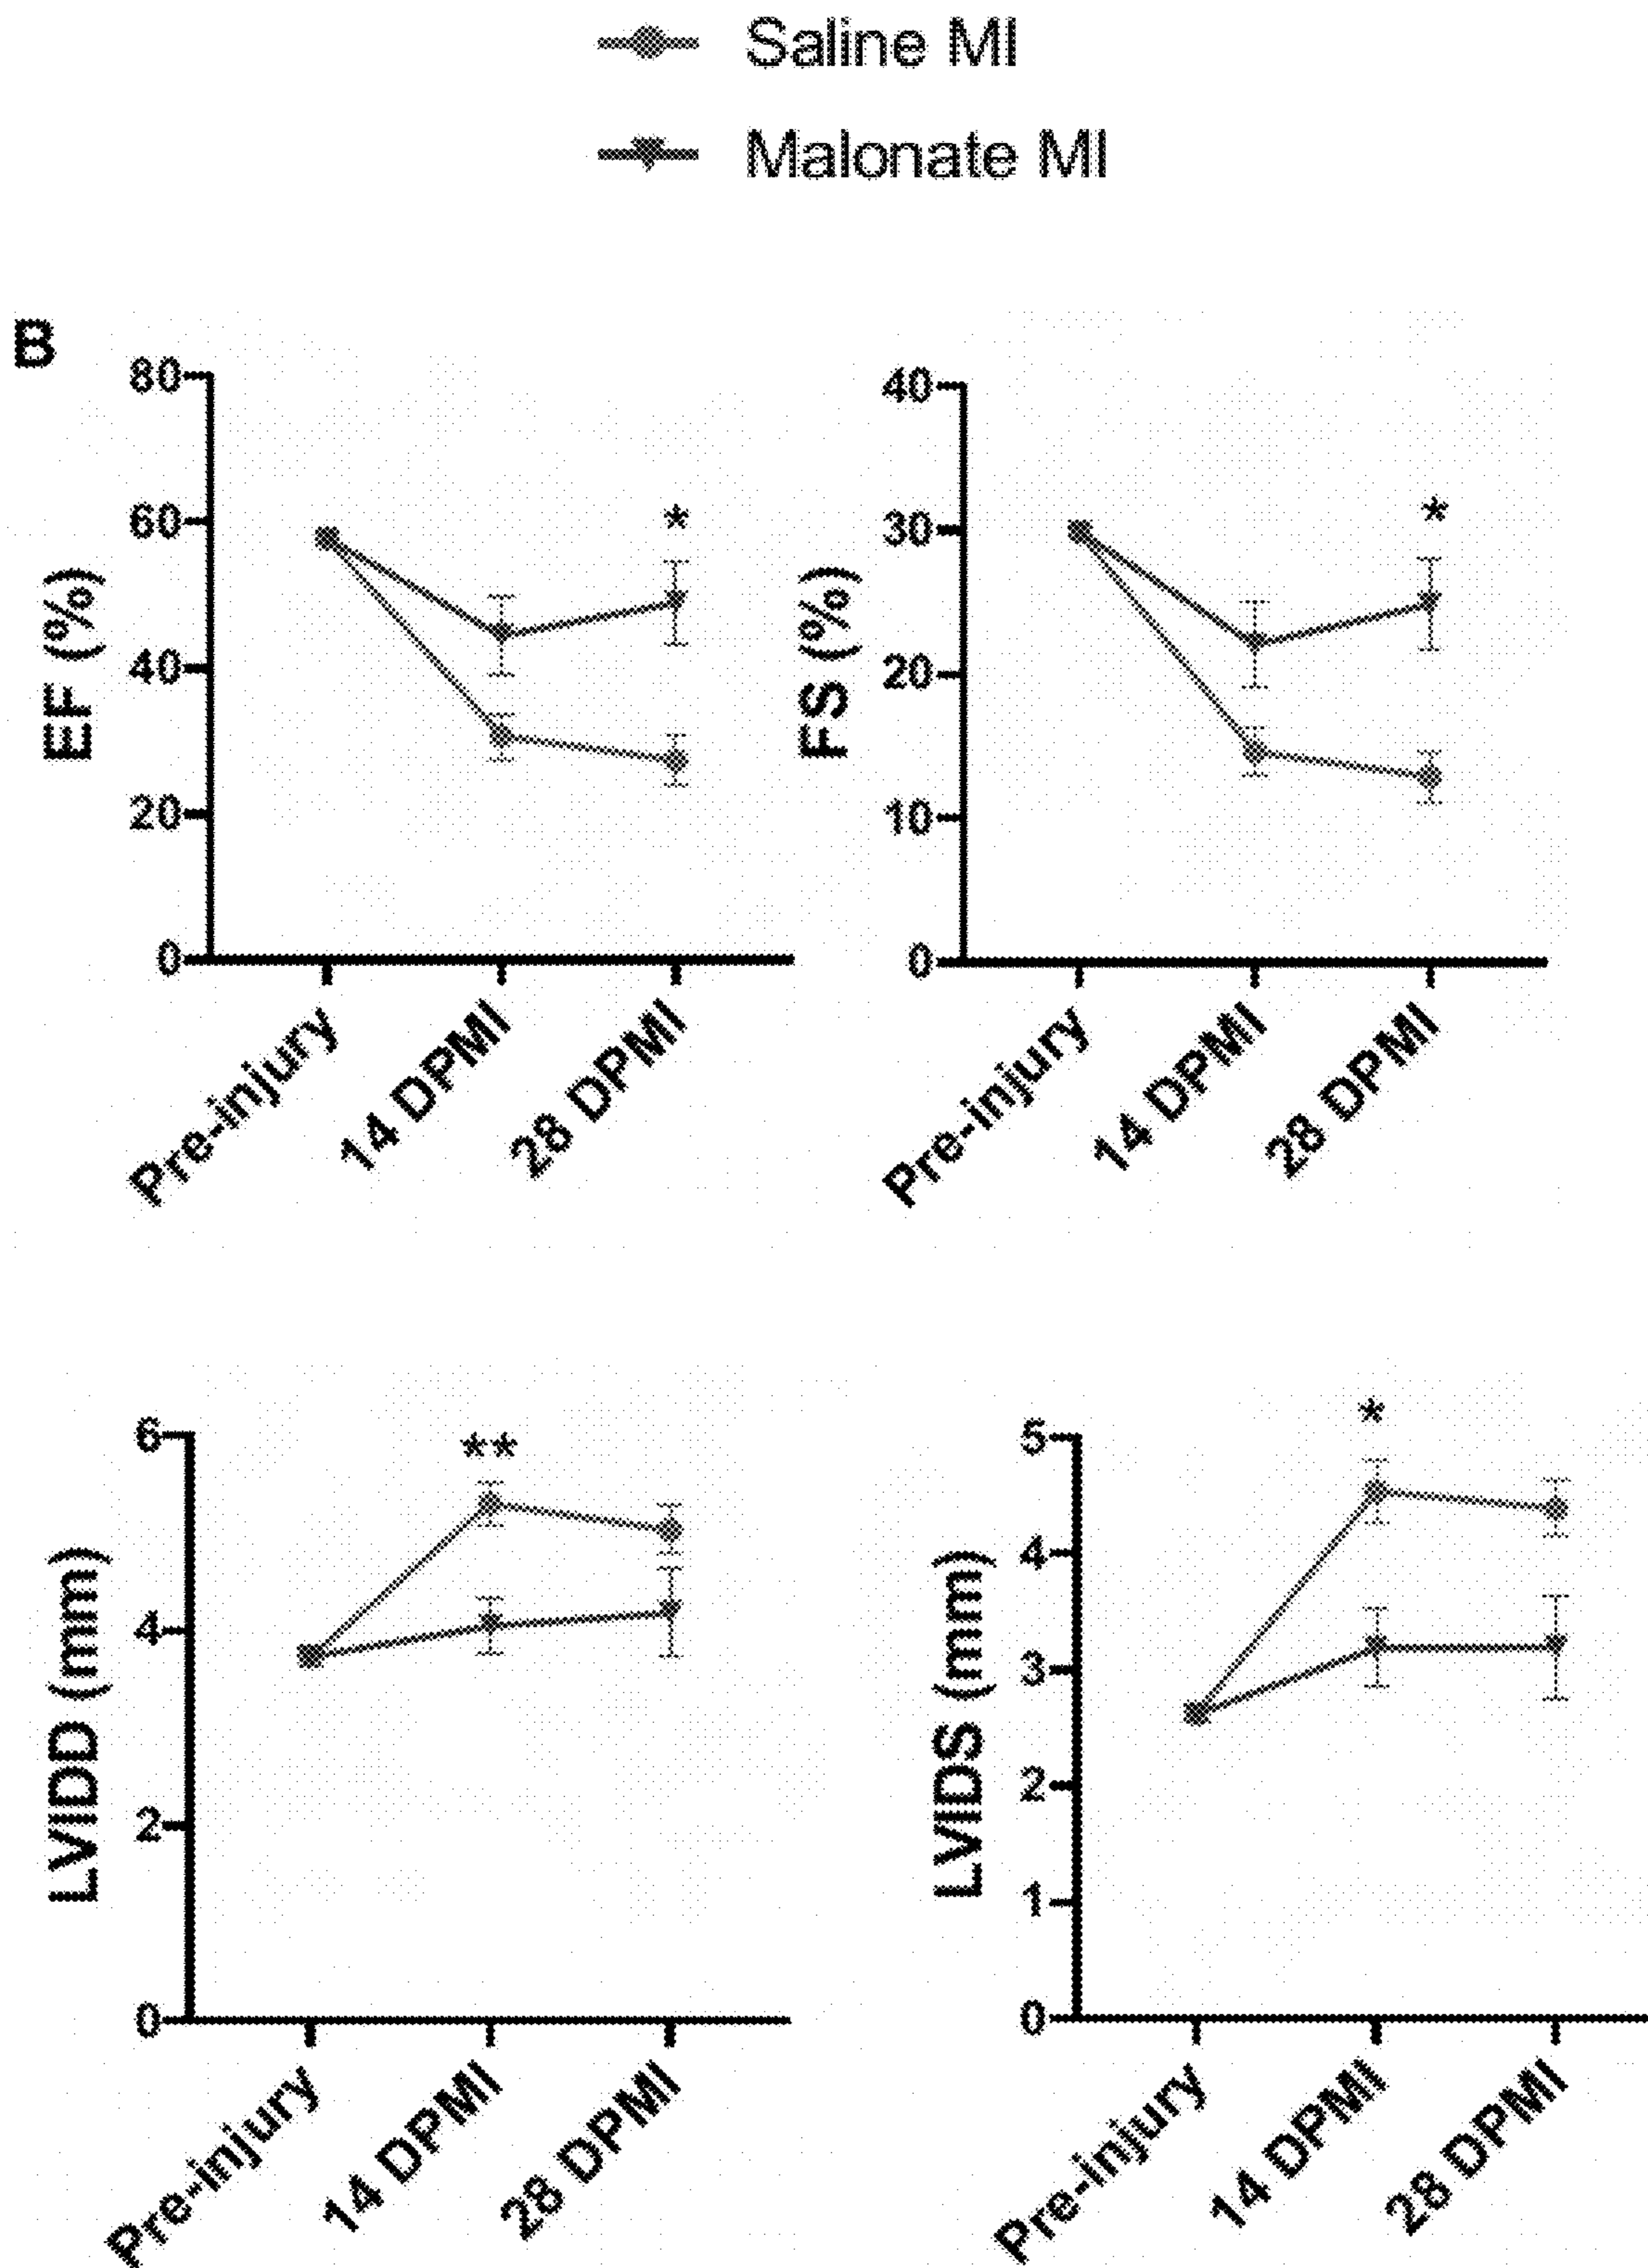 Saline MI
Malonate MI
B
EF (%)
80
60
40
20
0
*
Pre-injury
14 DPMI
28 DPMI
FS (%)
40
30
20
10
0
*
Pre-injury
14 DPMI
28 DPMI
LVIDD (mm)
6
4
2
0
**
Pre-injury
14 DPMI
28 DPMI
LVIDS (mm)
5
4
3
2
1
0
*
Pre-injury
14 DPMI
28 DPMI